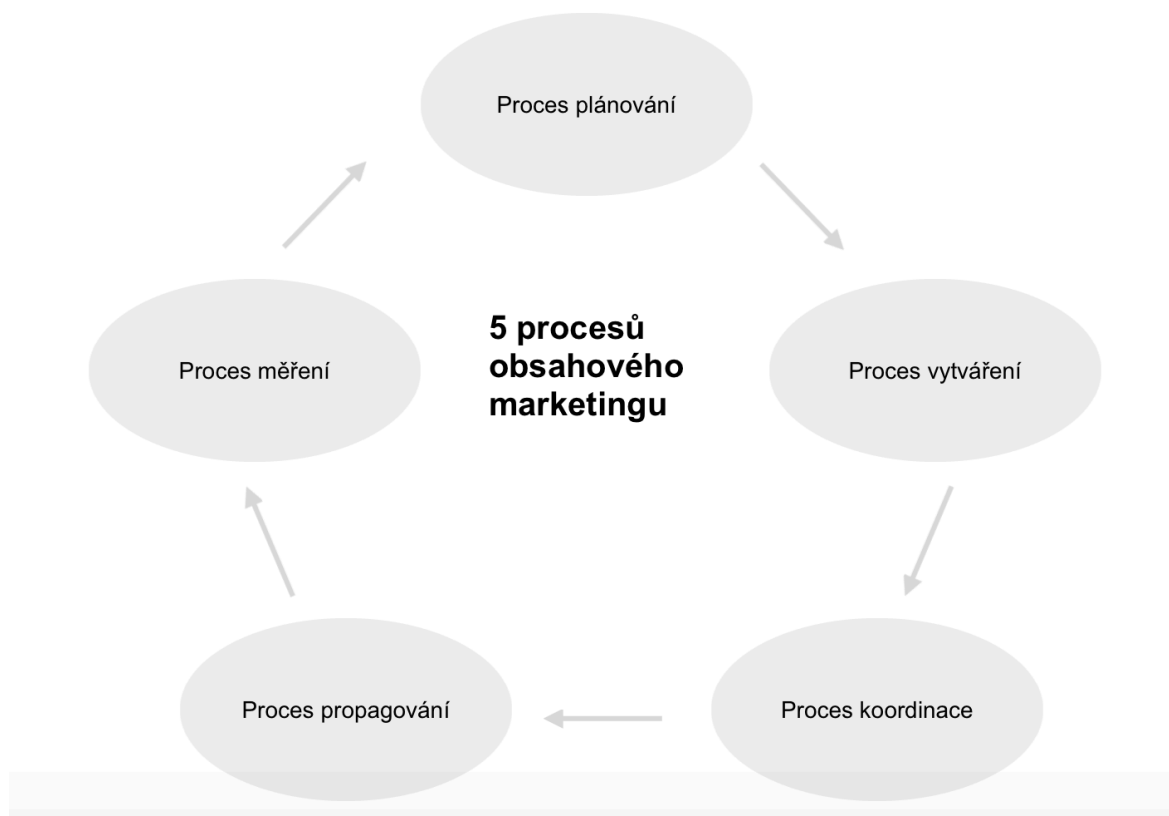 Proces plánování
5 procesů
obsahového
marketingu
Proces měření
Proces vytváření
Proces propagování
Proces koordinace